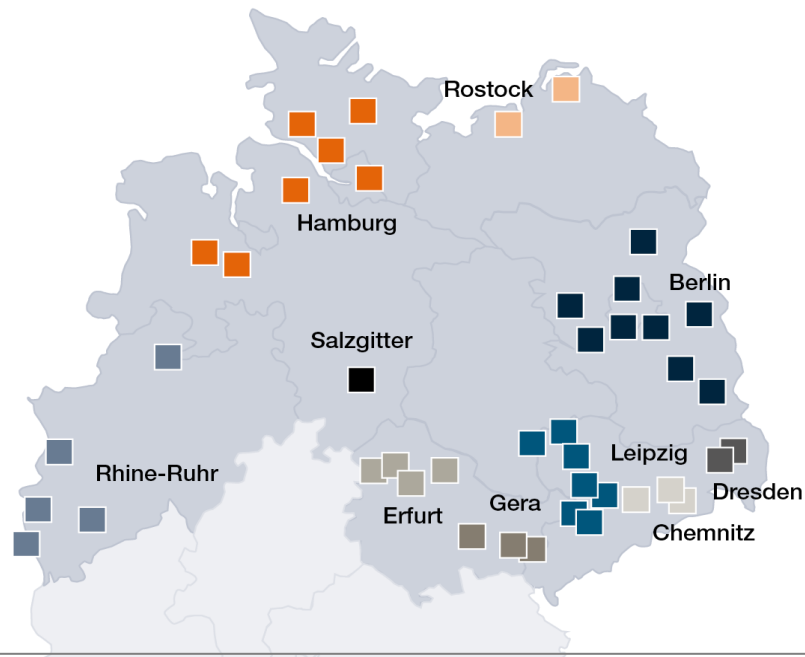 Rostock
Hamburg
Berlin
Salzgitter
Leipzig
Rhine-Ruhr
Dresden
Gera
Erfurt
Chemnitz